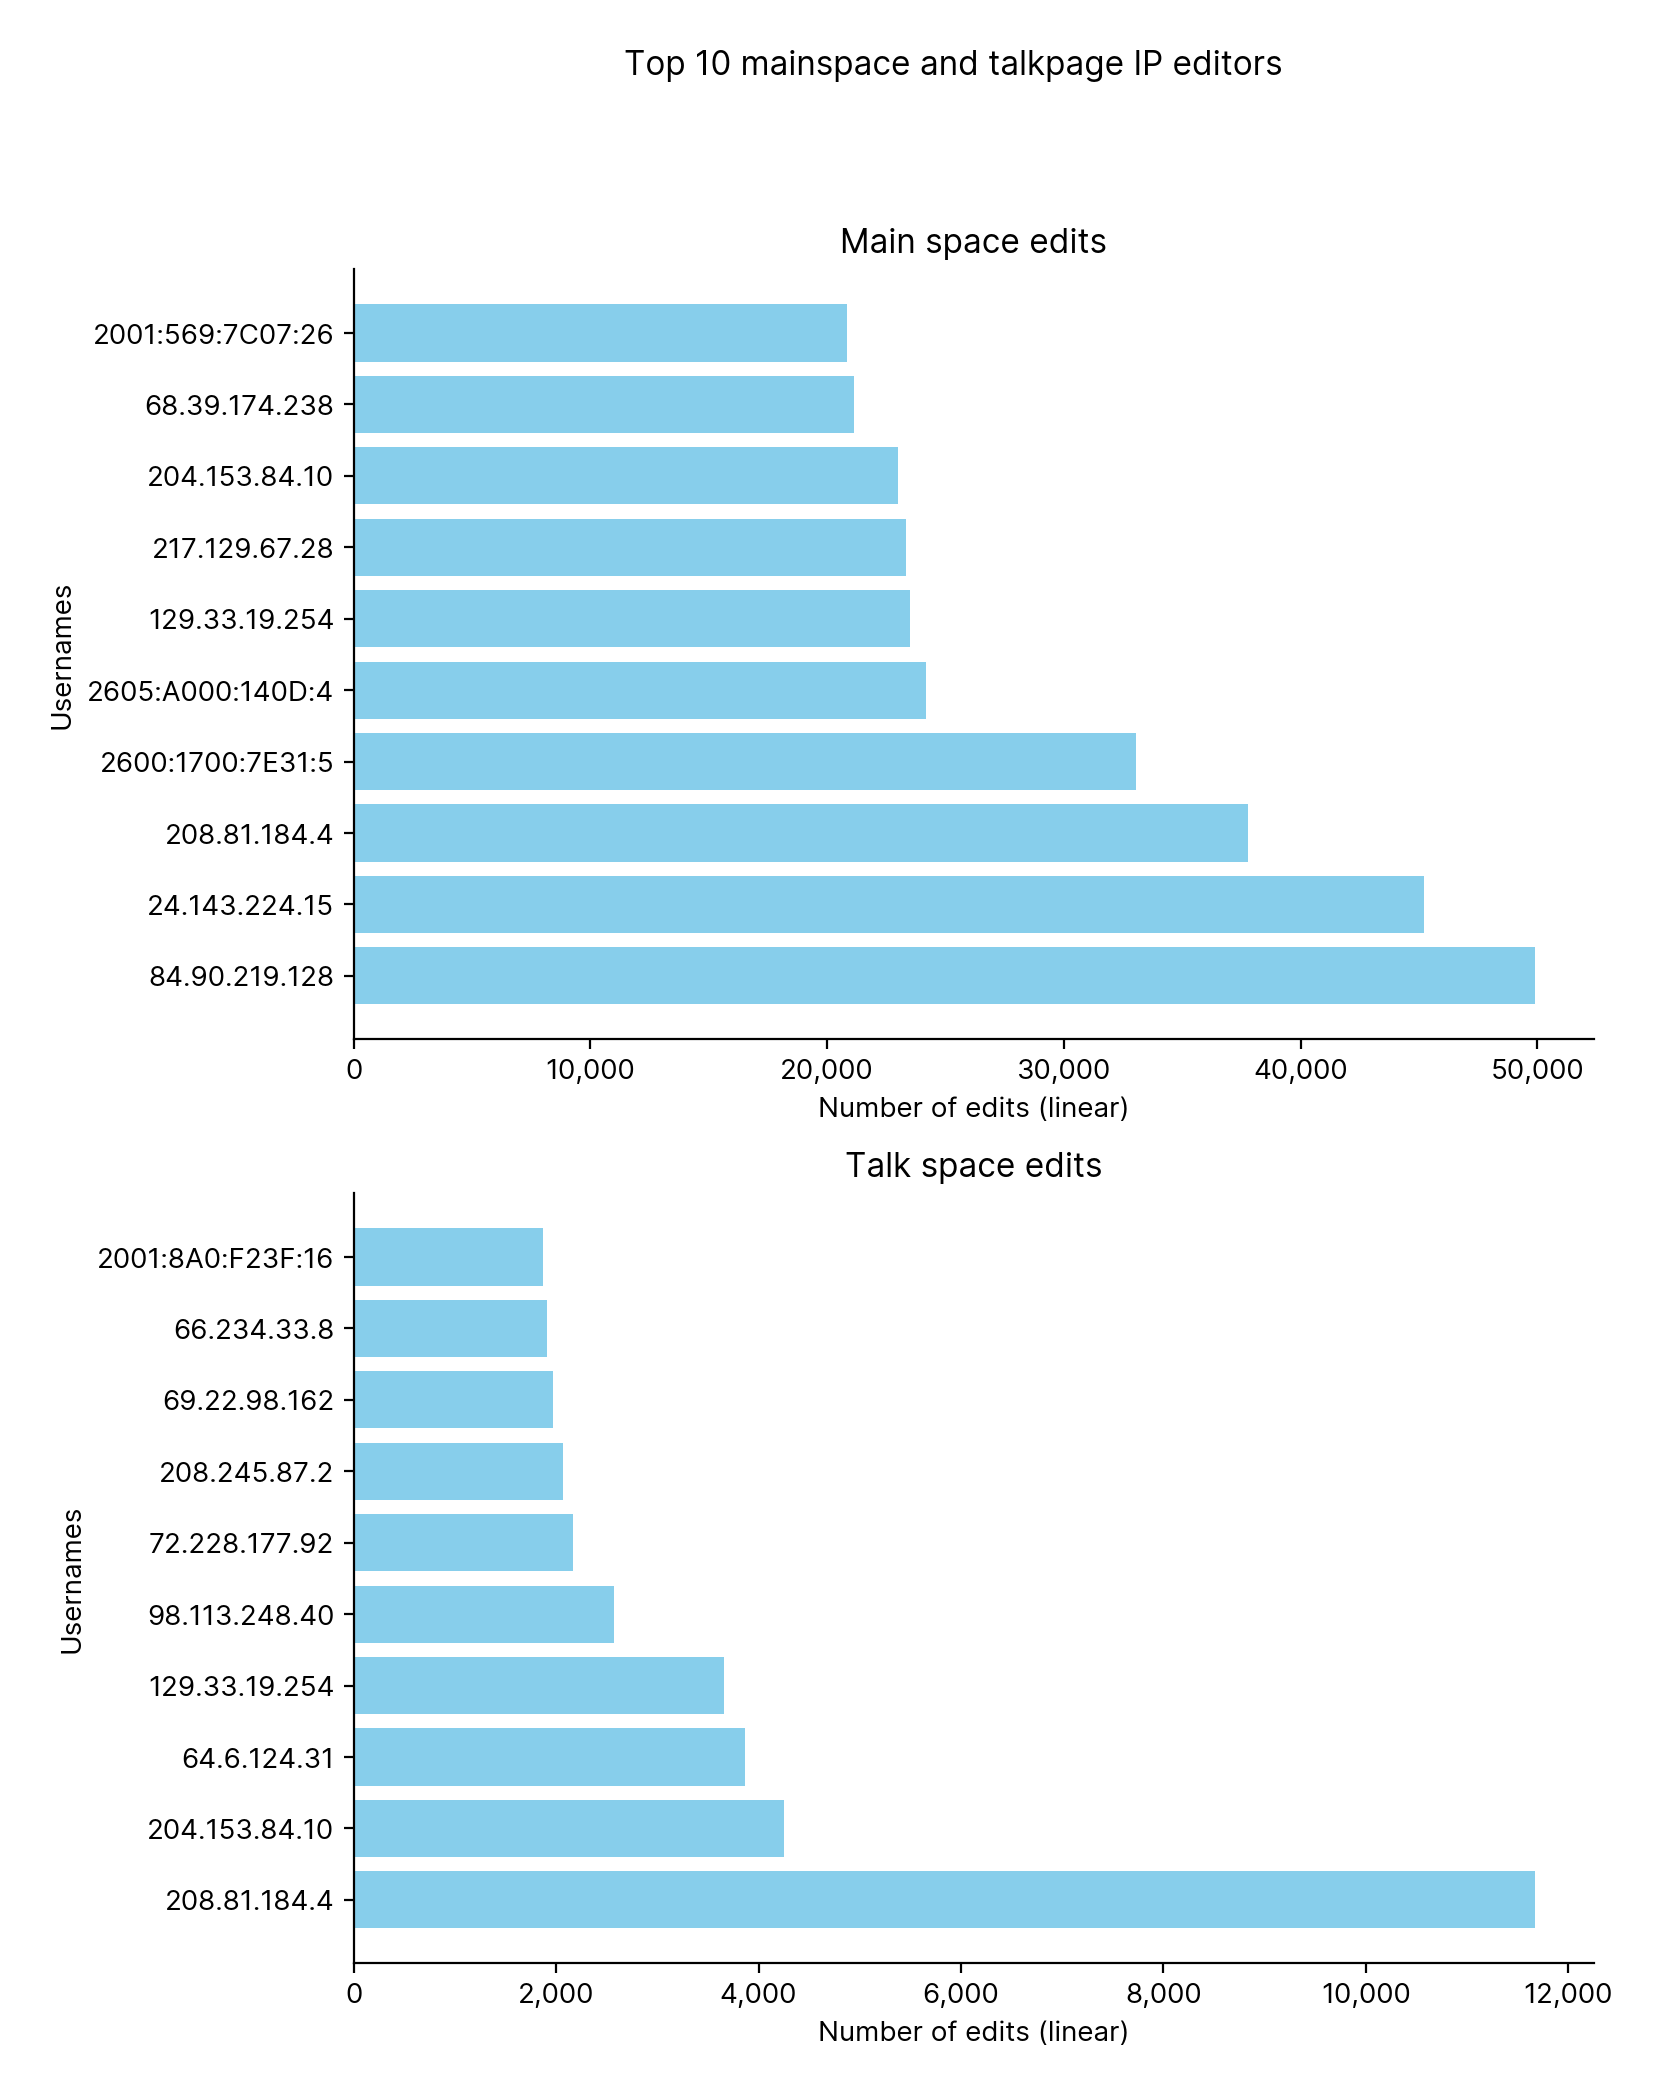 Top 10 mainspace and talkpage IP editors
Main space edits
Usernames
2001:569:7C07:26
68.39.174.238
204.153.84.10
217.129.67.28
129.33.19.254
2605:A000:140D:4
2600:1700:7E31:5
208.81.184.4
24.143.224.15
84.90.219.128
0 10,000 20,000 30,000 40,000 50,000
Number of edits (linear)
Talk space edits
Usernames
2001:8A0:F23F:16
66.234.33.8
69.22.98.162
208.245.87.2
72.228.177.92
98.113.248.40
129.33.19.254
64.6.124.31
204.153.84.10
208.81.184.4
0 2,000 4,000 6,000 8,000 10,000 12,000
Number of edits (linear)